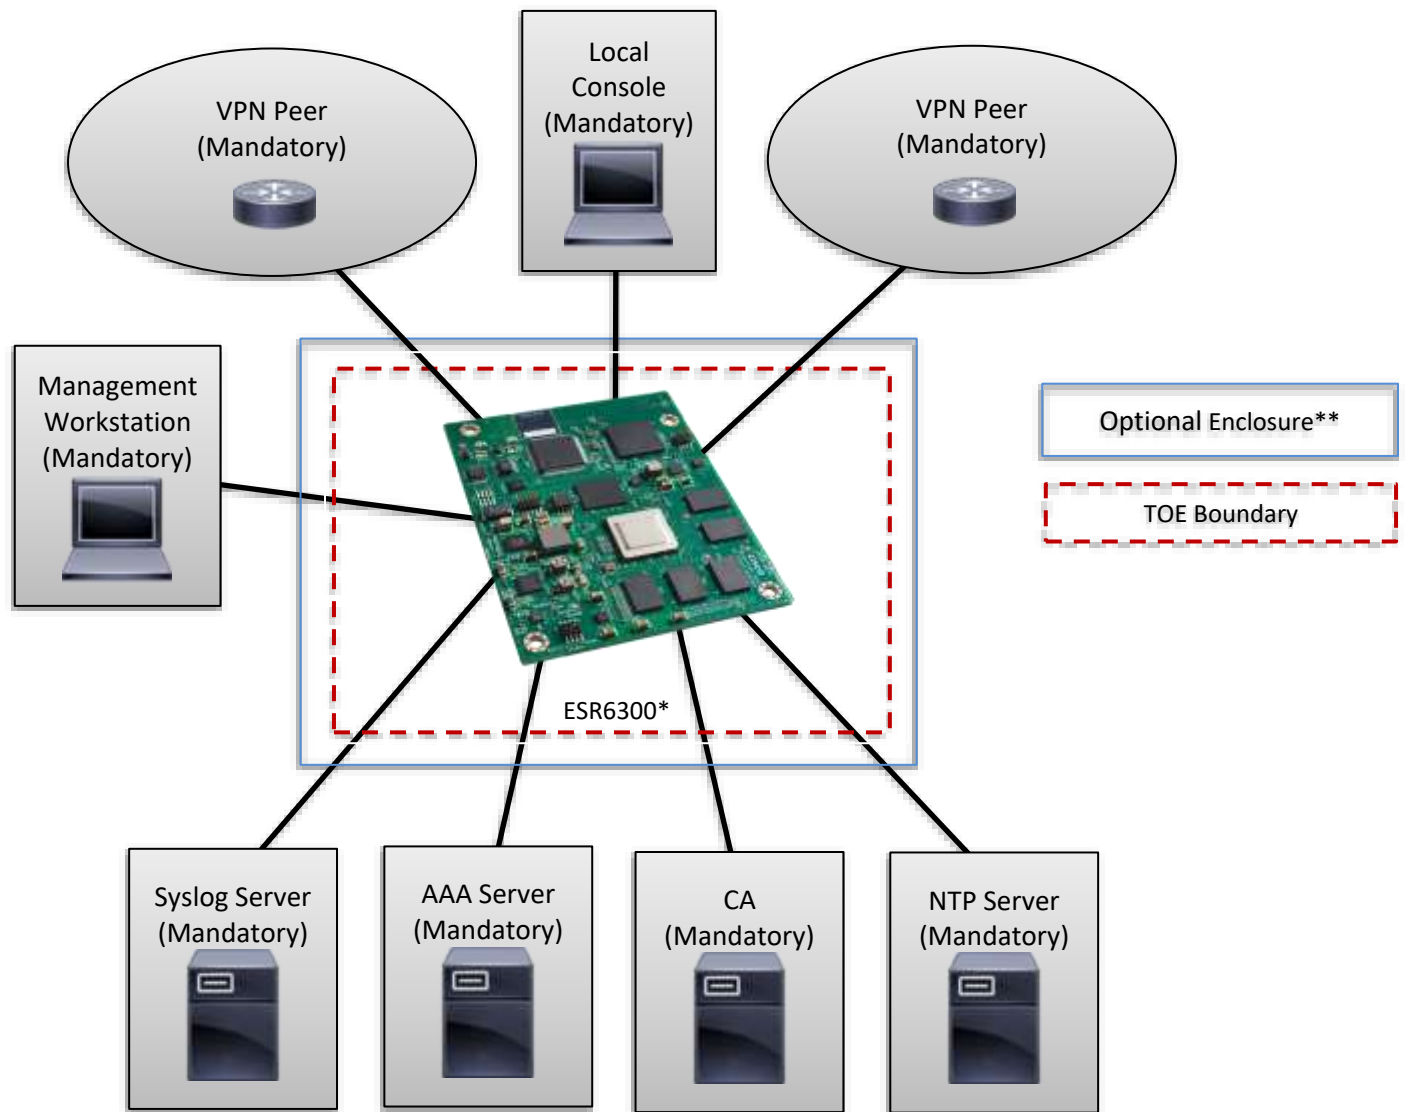 VPN Peer
(Mandatory)
Local
Console
(Mandatory)
VPN Peer
(Mandatory)
Management
Workstation
(Mandatory)
Optional Enclosure**
TOE Boundary
ESR6300*
Syslog Server
(Mandatory)
AAA Server
(Mandatory)
CA
(Mandatory)
NTP Server
(Mandatory)